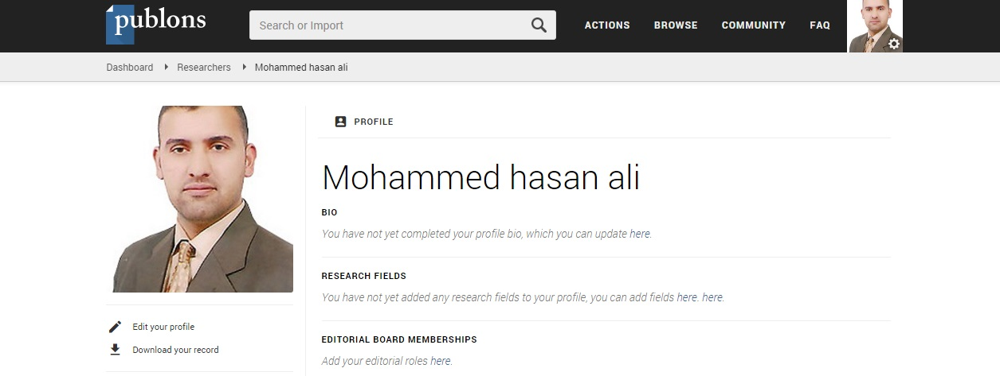 publons
Search or Import
ACTIONS BROWSE COMMUNITY FAQ
Dashboard Researchers Mohammed hasan ali
PROFILE
Mohammed hasan ali
BIO
You have not yet completed your profile bio, which you can update here.
RESEARCH FIELDS
You have not yet added any research fields to your profile, you can add fields here. here.
EDITORIAL BOARD MEMBERSHIPS
Add your editorial roles here.
Edit your profile
Download your record